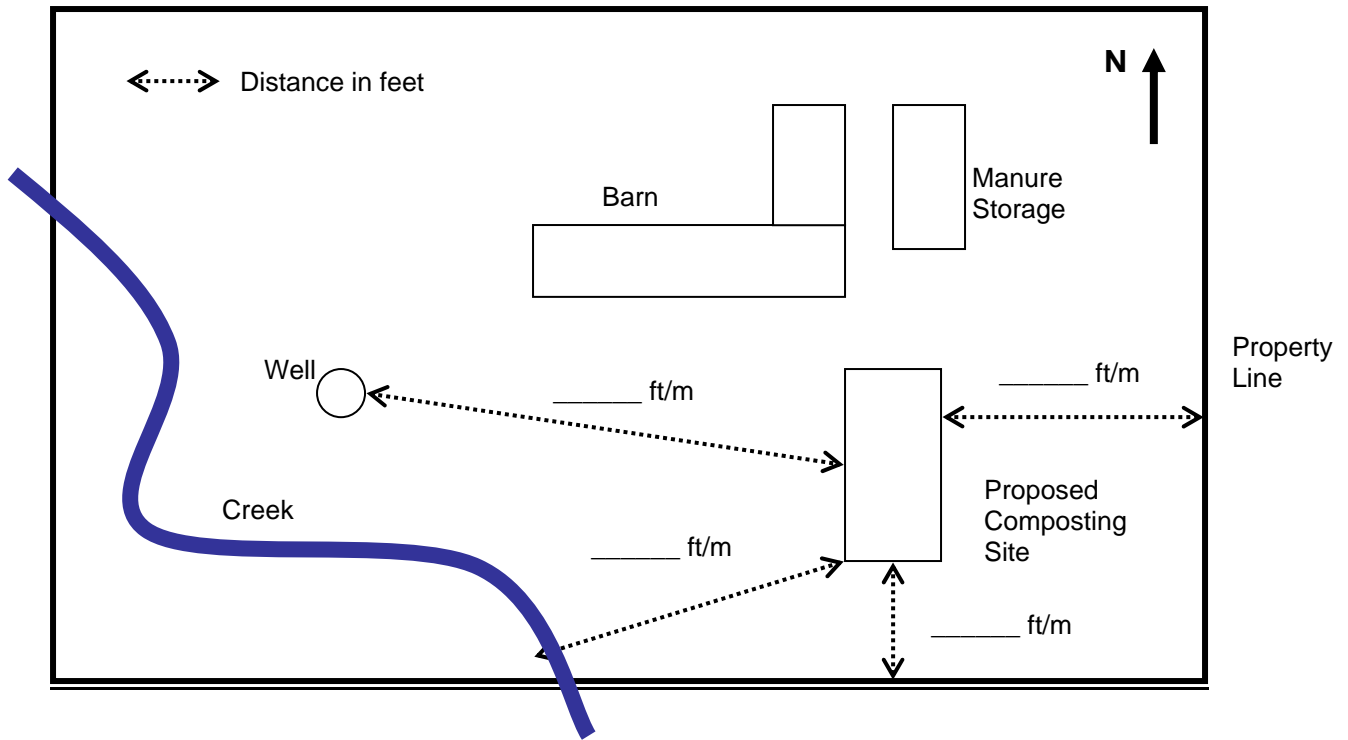 N
Distance in feet
Manure
Storage
Barn
Property
Line
Well
______ ft/m
______ ft/m
Proposed
Composting
Site
Creek
______ ft/m
______ ft/m